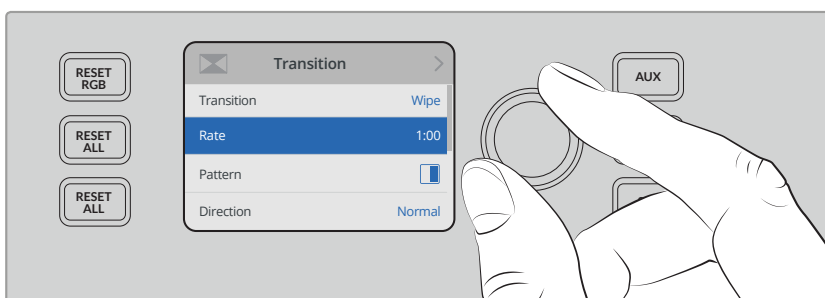 RESET
RGB
RESET
ALL
RESET
ALL
Transition
Transition Wipe
Rate 1:00
Pattern
Direction Normal
AUX